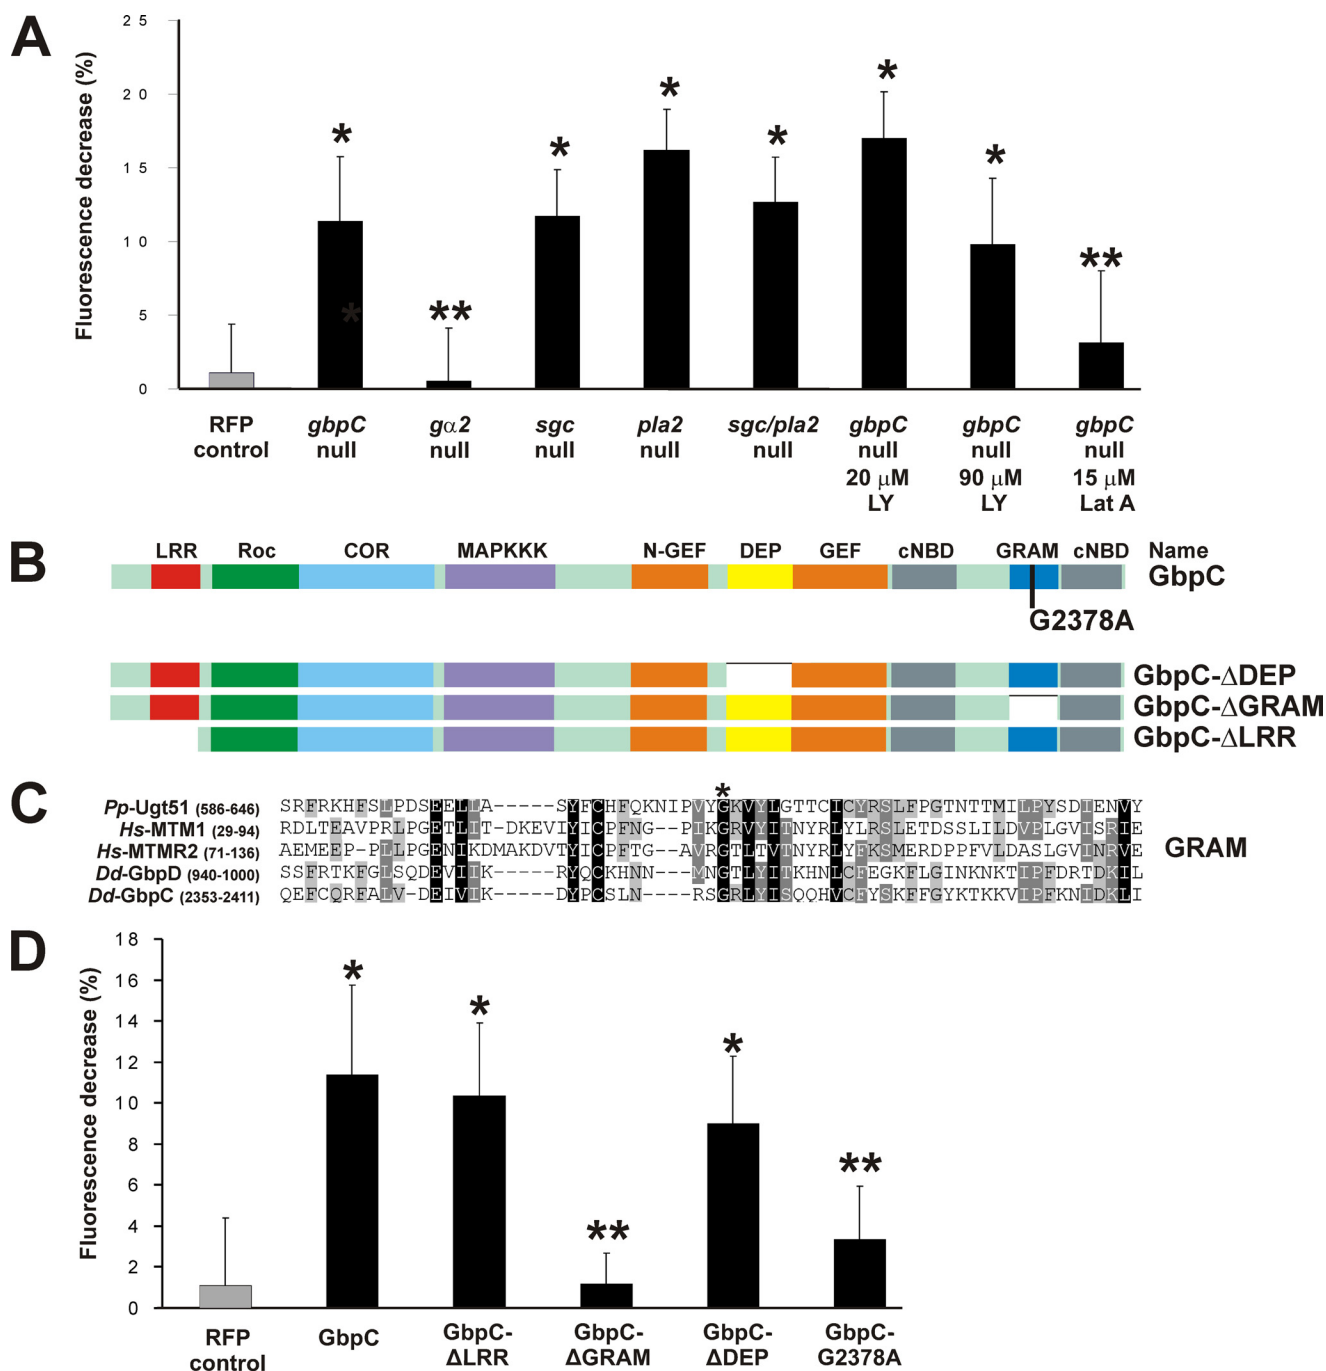 A
Fluorescence decrease (%)
25
20
15
10
5
0
* * ** * * * * * **
*
RFP control
gbpC null
gα2 null
sgc null
pla2 null
sgc/pla2 null
gbpC null 20 μM LY
gbpC null 90 μM LY
gbpC null 15 μM Lat A
B
LRR Roc COR MAPKKK N-GEF DEP GEF cNBD GRAM cNBD Name
GbpC
G2378A
GbpC-ΔDEP
GbpC-ΔGRAM
GbpC-ΔLRR
C
*
Pp-Ugt51 (586-646) SRFRKHFSLPDSEELLA-----SYFCHFQKNIPVYGKVYLGTTCICYRSLFPGTNTTMILPYSDIENVY
Hs-MTM1 (29-94) RDLTEAVPRLPGETLIT-DKEVIYICPFNG--PIKGRVYITNYRLYLRSLETDSSLILDVPLGVISRIE
Hs-MTMR2 (71-136) AEMEEP-PLLPGENIKDMAKDVTYICPFTG--AVRGTLTVTNYRLYFKSMERDPPFVLDASLGVINRVE
Dd-GbpD (940-1000) SSFRTKFGLSQDEVIIK-----RYQCKHNN---MNGTLYITKHNLCFEGKFLGINKNKTIPFDRTDKIL
Dd-GbpC (2353-2411) QEFCQRFALV-DEIVIK-----DYPCSLN----RSGRLYISQQHVCFYSKFFGYKTKKVIPFKNIDKLI
GRAM
D
Fluorescence decrease (%)
18
16
14
12
10
8
6
4
2
0
* * ** * **
RFP control
GbpC
GbpC-ΔLRR
GbpC-ΔGRAM
GbpC-ΔDEP
GbpC-G2378A